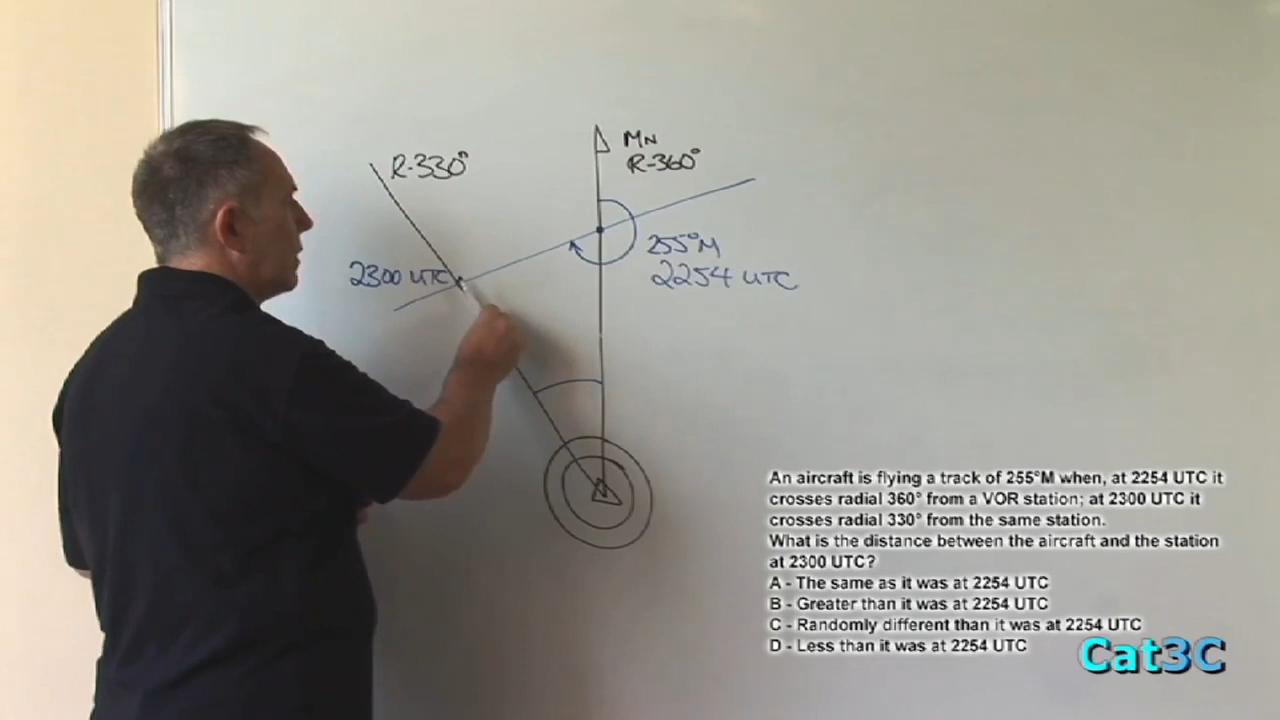 R-330°
MN
R-360°
255°M
2254 UTC
2300 UTC
An aircraft is flying a track of 255°M when, at 2254 UTC it
crosses radial 360° from a VOR station; at 2300 UTC it
crosses radial 330° from the same station.
What is the distance between the aircraft and the station
at 2300 UTC?
A - The same as it was at 2254 UTC
B - Greater than it was at 2254 UTC
C - Randomly different than it was at 2254 UTC
D - Less than it was at 2254 UTC
Cat3C